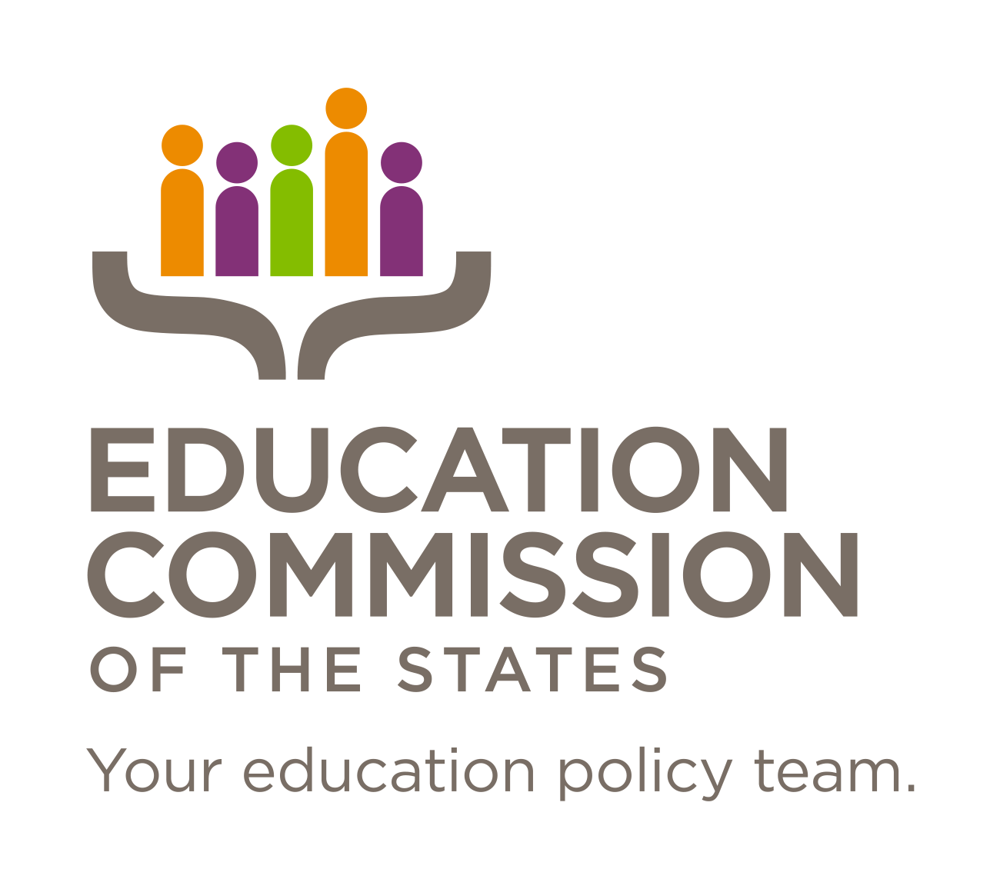 EDUCATION
COMMISSION
OF THE STATES
Your education policy team.